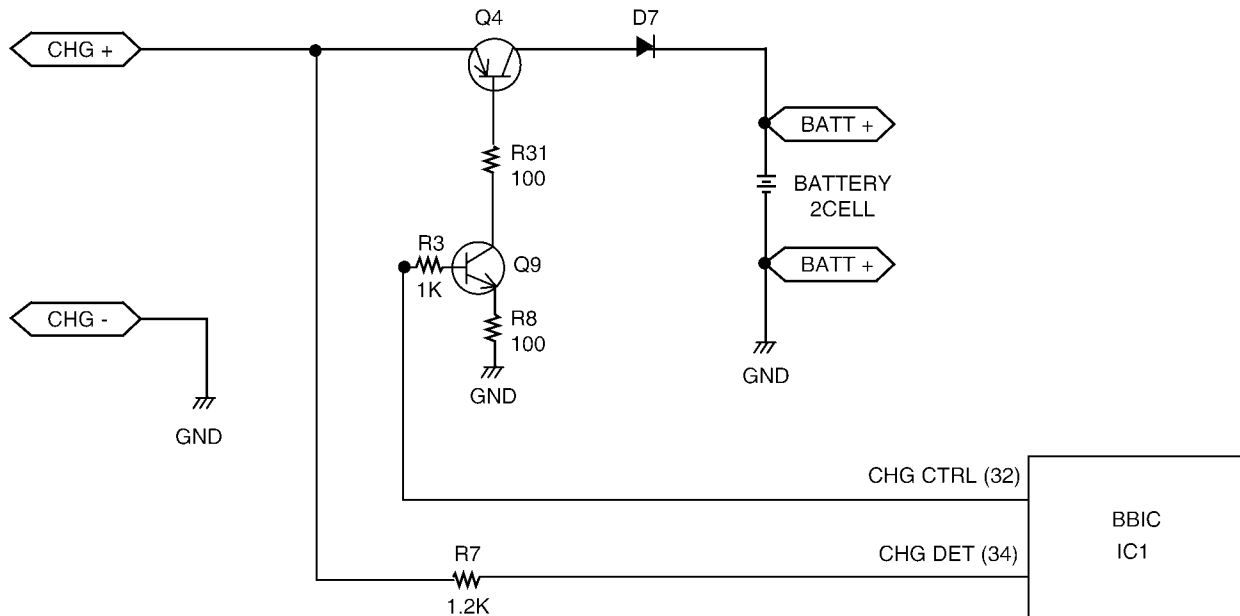 Q4
D7
CHG +
BATT +
R31
100
BATTERY
2CELL
R3
1K
Q9
BATT +
CHG -
R8
100
GND
GND
GND
CHG CTRL (32)
BBIC
IC1
CHG DET (34)
R7
1.2K